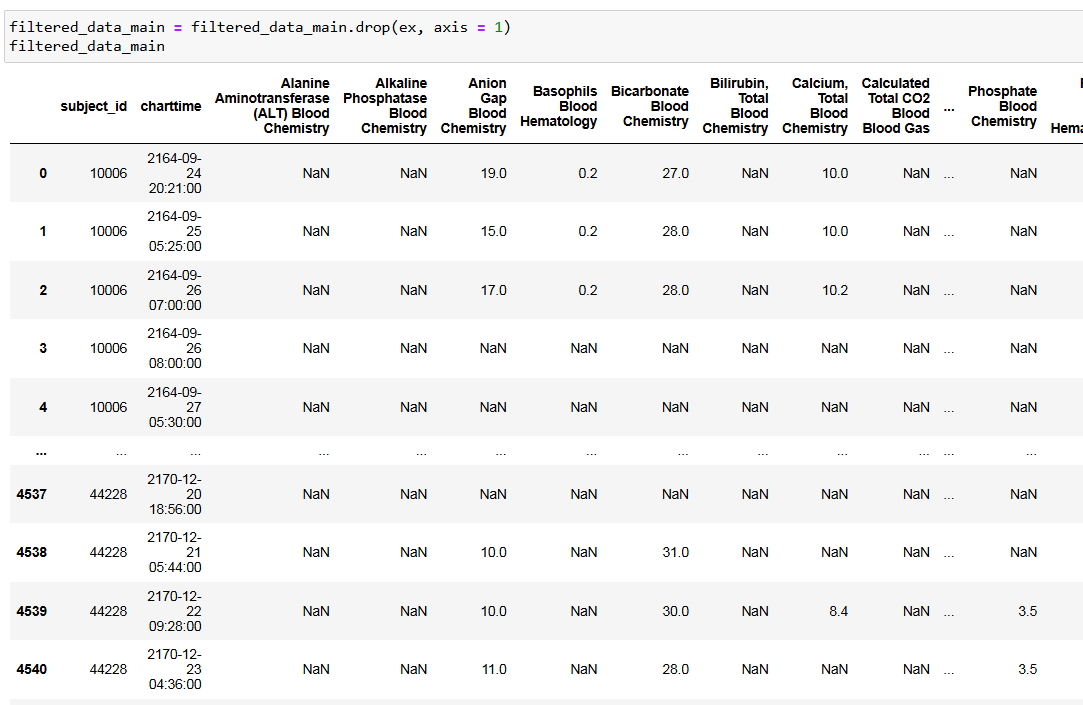 filtered_data_main = filtered_data_main.drop(ex, axis = 1)
filtered_data_main
subject_id charttime Alanine Aminotransferase (ALT) Blood Chemistry Alkaline Phosphatase Blood Chemistry Anion Gap Blood Chemistry Basophils Blood Hematology Bicarbonate Blood Chemistry Bilirubin, Total Blood Chemistry Calcium, Total Blood Chemistry Calculated Total CO2 Blood Blood Gas ... Phosphate Blood Chemistry
0 10006 2164-09-24 20:21:00 NaN NaN 19.0 0.2 27.0 NaN 10.0 NaN ... NaN
1 10006 2164-09-25 05:25:00 NaN NaN 15.0 0.2 28.0 NaN 10.0 NaN ... NaN
2 10006 2164-09-26 07:00:00 NaN NaN 17.0 0.2 28.0 NaN 10.2 NaN ... NaN
3 10006 2164-09-26 08:00:00 NaN NaN NaN NaN NaN NaN NaN NaN ... NaN
4 10006 2164-09-27 05:30:00 NaN NaN NaN NaN NaN NaN NaN NaN ... NaN
... ... ... ... ... ... ... ... ... ... ... ... ...
4537 44228 2170-12-20 18:56:00 NaN NaN NaN NaN NaN NaN NaN NaN ... NaN
4538 44228 2170-12-21 05:44:00 NaN NaN 10.0 NaN 31.0 NaN NaN NaN ... NaN
4539 44228 2170-12-22 09:28:00 NaN NaN 10.0 NaN 30.0 NaN 8.4 NaN ... 3.5
4540 44228 2170-12-23 04:36:00 NaN NaN 11.0 NaN 28.0 NaN NaN NaN ... 3.5